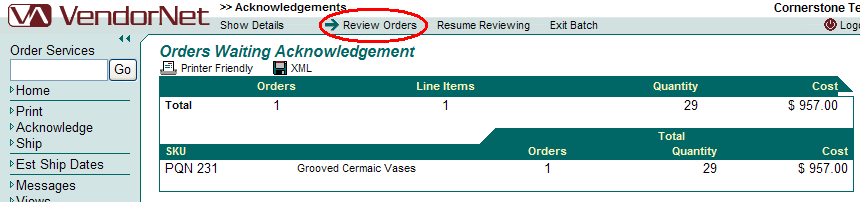 VA VendorNet
>> Acknowledgements
Cornerstone Te
Show Details Review Orders Resume Reviewing Exit Batch Log
Order Services
Go
Home
Print
Acknowledge
Ship
Est Ship Dates
Messages
Views
Orders Waiting Acknowledgement
Printer Friendly XML
Orders Line Items Quantity Cost
Total 1 1 29 $ 957.00
Total
SKU Orders Quantity Cost
PQN 231 Grooved Cermaic Vases 1 29 $ 957.00